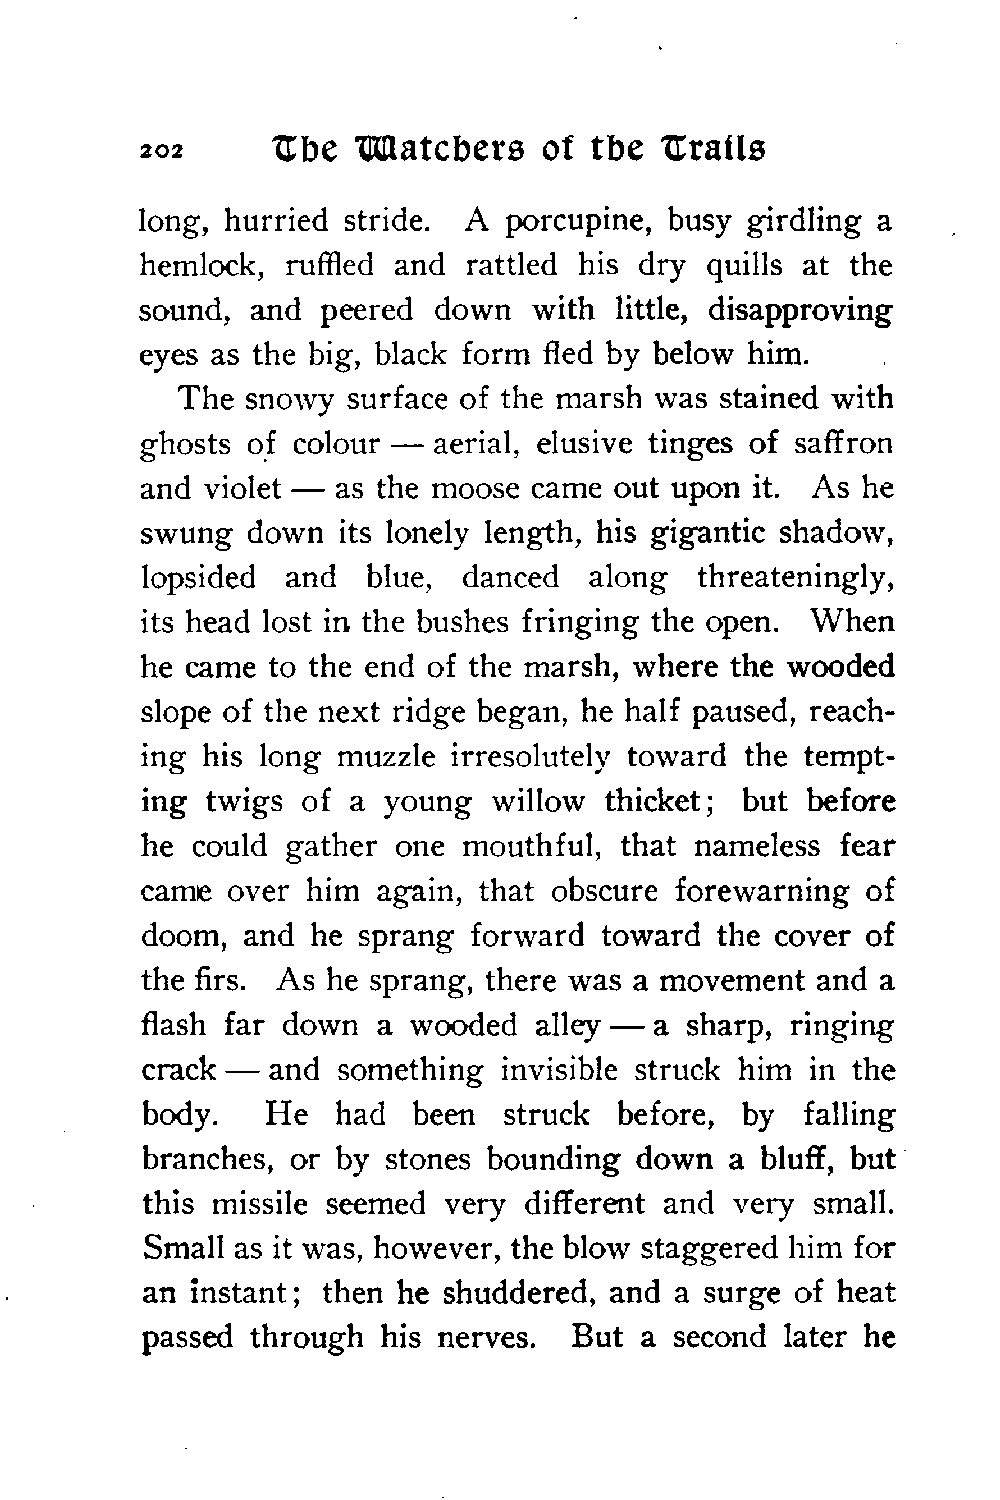 202 The Watchers of the Trails
long, hurried stride. A porcupine, busy girdling a
hemlock, ruffled and rattled his dry quills at the
sound, and peered down with little, disapproving
eyes as the big, black form fled by below him.
The snowy surface of the marsh was stained with
ghosts of colour — aerial, elusive tinges of saffron
and violet — as the moose came out upon it. As he
swung down its lonely length, his gigantic shadow,
lopsided and blue, danced along threateningly,
its head lost in the bushes fringing the open. When
he came to the end of the marsh, where the wooded
slope of the next ridge began, he half paused, reach-
ing his long muzzle irresolutely toward the tempt-
ing twigs of a young willow thicket; but before
he could gather one mouthful, that nameless fear
came over him again, that obscure forewarning of
doom, and he sprang forward toward the cover of
the firs. As he sprang, there was a movement and a
flash far down a wooded alley — a sharp, ringing
crack — and something invisible struck him in the
body. He had been struck before, by falling
branches, or by stones bounding down a bluff, but
this missile seemed very different and very small.
Small as it was, however, the blow staggered him for
an instant; then he shuddered, and a surge of heat
passed through his nerves. But a second later he